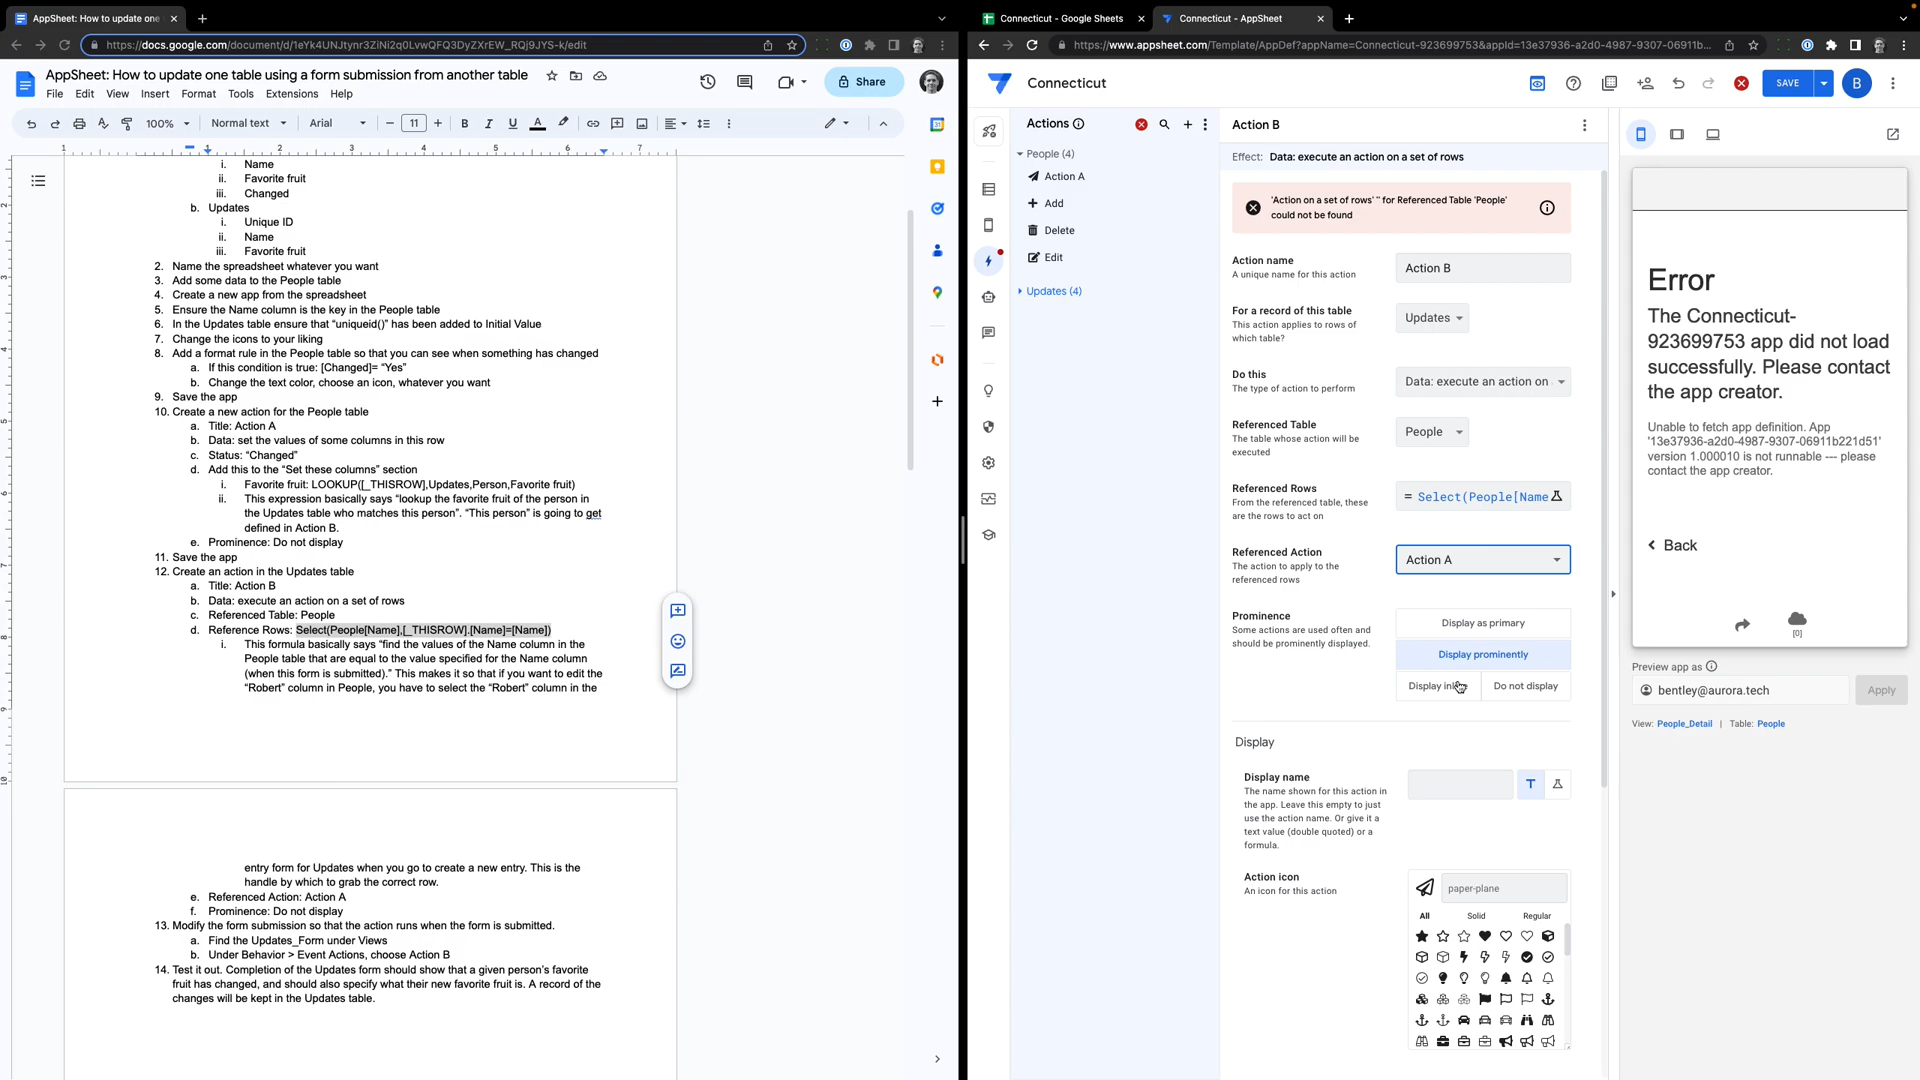 AppSheet: How to update one
https://docs.google.com/document/d/1eYk4UNJtynr3ZiNi2q0LvwQFQ3DyZXrEW_RQj9JYS-k/edit
AppSheet: How to update one table using a form submission from another table
Share
File Edit View Insert Format Tools Extensions Help
100% Normal text Arial 11
1 1 2 3 4 5 6 7
i. Name
ii. Favorite fruit
iii. Changed
b. Updates
i. Unique ID
ii. Name
iii. Favorite fruit
2. Name the spreadsheet whatever you want
3. Add some data to the People table
4. Create a new app from the spreadsheet
5. Ensure the Name column is the key in the People table
6. In the Updates table ensure that “uniqueid()” has been added to Initial Value
7. Change the icons to your liking
8. Add a format rule in the People table so that you can see when something has changed
a. If this condition is true: [Changed]= “Yes”
b. Change the text color, choose an icon, whatever you want
9. Save the app
10. Create a new action for the People table
a. Title: Action A
b. Data: set the values of some columns in this row
c. Status: “Changed”
d. Add this to the “Set these columns” section
i. Favorite fruit: LOOKUP([_THISROW],Updates,Person,Favorite fruit)
ii. This expression basically says “lookup the favorite fruit of the person in
the Updates table who matches this person”. “This person” is going to get
defined in Action B.
e. Prominence: Do not display
11. Save the app
12. Create an action in the Updates table
a. Title: Action B
b. Data: execute an action on a set of rows
c. Referenced Table: People
d. Reference Rows: Select(People[Name],[_THISROW].[Name]=[Name])
i. This formula basically says “find the values of the Name column in the
People table that are equal to the value specified for the Name column
(when this form is submitted).” This makes it so that if you want to edit the
“Robert” column in People, you have to select the “Robert” column in the
entry form for Updates when you go to create a new entry. This is the
handle by which to grab the correct row.
e. Referenced Action: Action A
f. Prominence: Do not display
13. Modify the form submission so that the action runs when the form is submitted.
a. Find the Updates_Form under Views
b. Under Behavior > Event Actions, choose Action B
14. Test it out. Completion of the Updates form should show that a given person’s favorite
fruit has changed, and should also specify what their new favorite fruit is. A record of the
changes will be kept in the Updates table.
Connecticut - Google Sheets
Connecticut - AppSheet
https://www.appsheet.com/Template/AppDef?appName=Connecticut-923699753&appId=13e37936-a2d0-4987-9307-06911b...
Connecticut
SAVE
B
Actions
People (4)
Action A
Add
Delete
Edit
Updates (4)
Action B
Effect: Data: execute an action on a set of rows
'Action on a set of rows' '' for Referenced Table 'People'
could not be found
Action name
A unique name for this action
Action B
For a record of this table
This action applies to rows of
which table?
Updates
Do this
The type of action to perform
Data: execute an action on
Referenced Table
The table whose action will be
executed
People
Referenced Rows
From the referenced table, these
are the rows to act on
= Select(People[Name
Referenced Action
The action to apply to the
referenced rows
Action A
Prominence
Some actions are used often and
should be prominently displayed.
Display as primary
Display prominently
Do not display
Display
Display name
The name shown for this action in
the app. Leave this empty to just
use the action name. Or give it a
text value (double quoted) or a
formula.
T
Action icon
An icon for this action
paper-plane
All Solid Regular
Error
The Connecticut-
923699753 app did not load
successfully. Please contact
the app creator.
Unable to fetch app definition. App
'13e37936-a2d0-4987-9307-06911b221d51'
version 1.000010 is not runnable --- please
contact the app creator.
Back
[0]
Preview app as
bentley@aurora.tech
Apply
View: People_Detail | Table: People